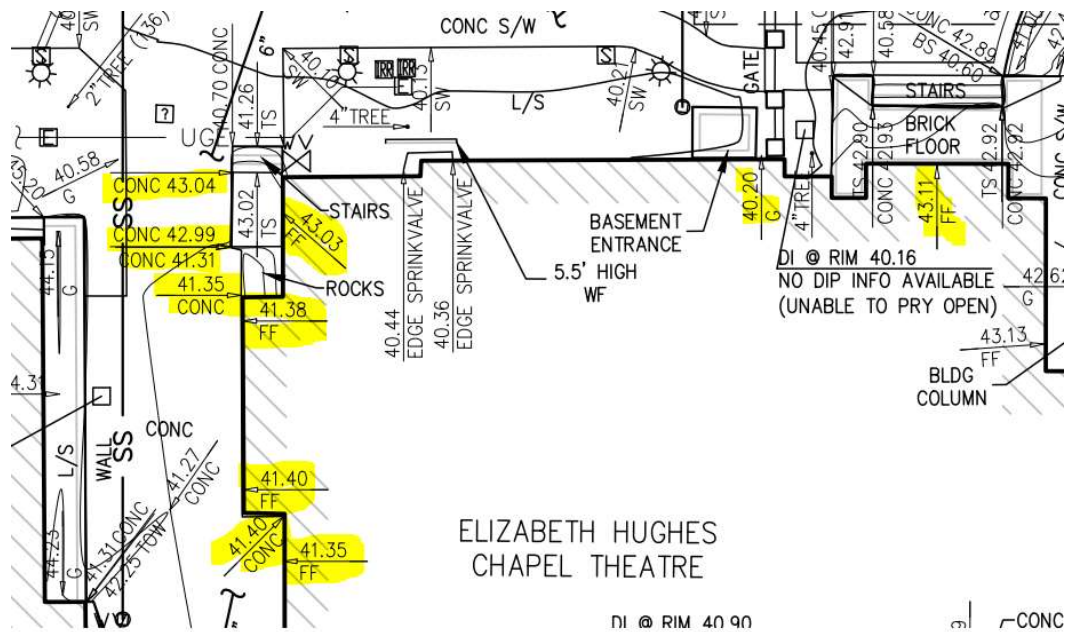 CONC S/W
40.70 CONC
6"
SW
SW
SW
2" TREE (136)
41.26
TS
40.15
SW
40.21
SW
L/S
GATE
42.91
40.58
CONC 42.89
BS 40.60
STAIRS
BRICK
FLOOR
4"TREE
?
E
E
RR
RR
S
S
S
40.58
G
CONC 43.04
CONC 42.99
CONC 41.31
41.35
CONC
43.02
TS
STAIRS
43.03
FF
ROCKS
41.38
FF
40.44
EDGE SPRINKVALVE
40.36
EDGE SPRINKVALVE
5.5' HIGH
WF
BASEMENT
ENTRANCE
40.20
G
4"TREE
TS 42.90
CONC 42.93
43.11
FF
TS 42.92
CONC 42.92
CONC S/W
DI @ RIM 40.16
NO DIP INFO AVAILABLE
(UNABLE TO PRY OPEN)
42.62
G
43.13
FF
BLDG
COLUMN
44.15
G
SS
SS
L/S
WALL
CONC
41.27
CONC
44.23
G
41.31 CONC
42.25 TOW
41.40
FF
41.40
CONC
41.35
FF
ELIZABETH HUGHES
CHAPEL THEATRE
DI @ RIM 40.90
CONC